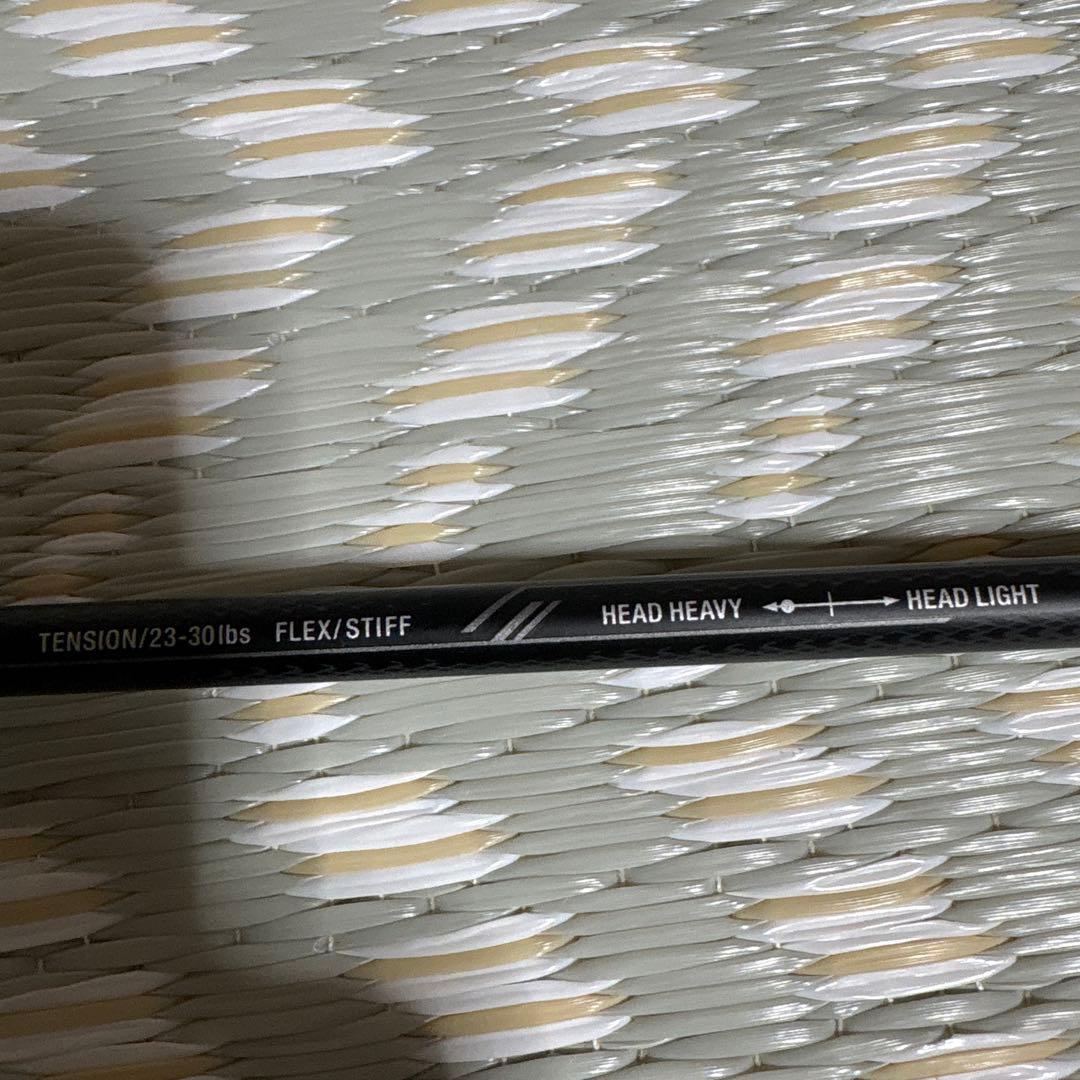 TENSION/23-30lbs FLEX/STIFF HEAD HEAVY HEAD LIGHT